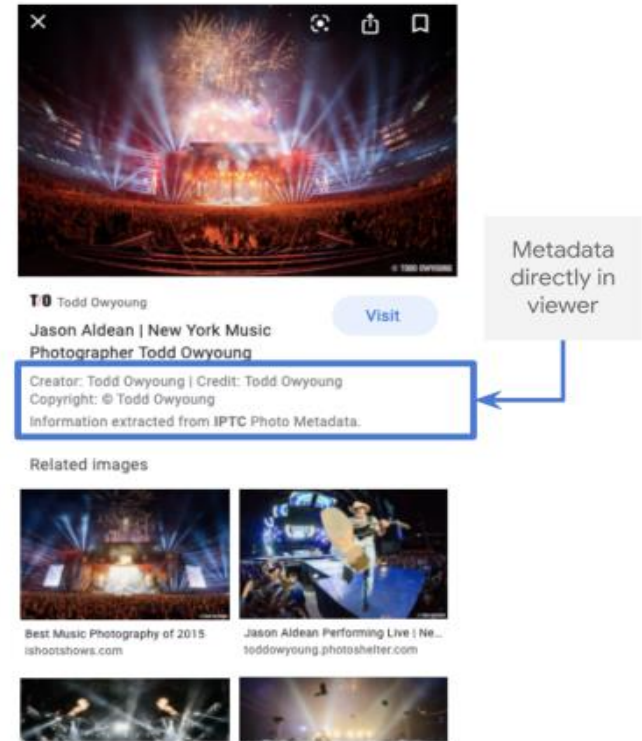 © TODD OWYOUNG
T/O Todd Owyoung
Visit
Jason Aldean | New York Music
Photographer Todd Owyoung
Creator: Todd Owyoung | Credit: Todd Owyoung
Copyright: © Todd Owyoung
Information extracted from IPTC Photo Metadata.
Metadata
directly in
viewer
Related images
Best Music Photography of 2015
ishootshows.com
Jason Aldean Performing Live | Ne...
toddowyoung.photoshelter.com